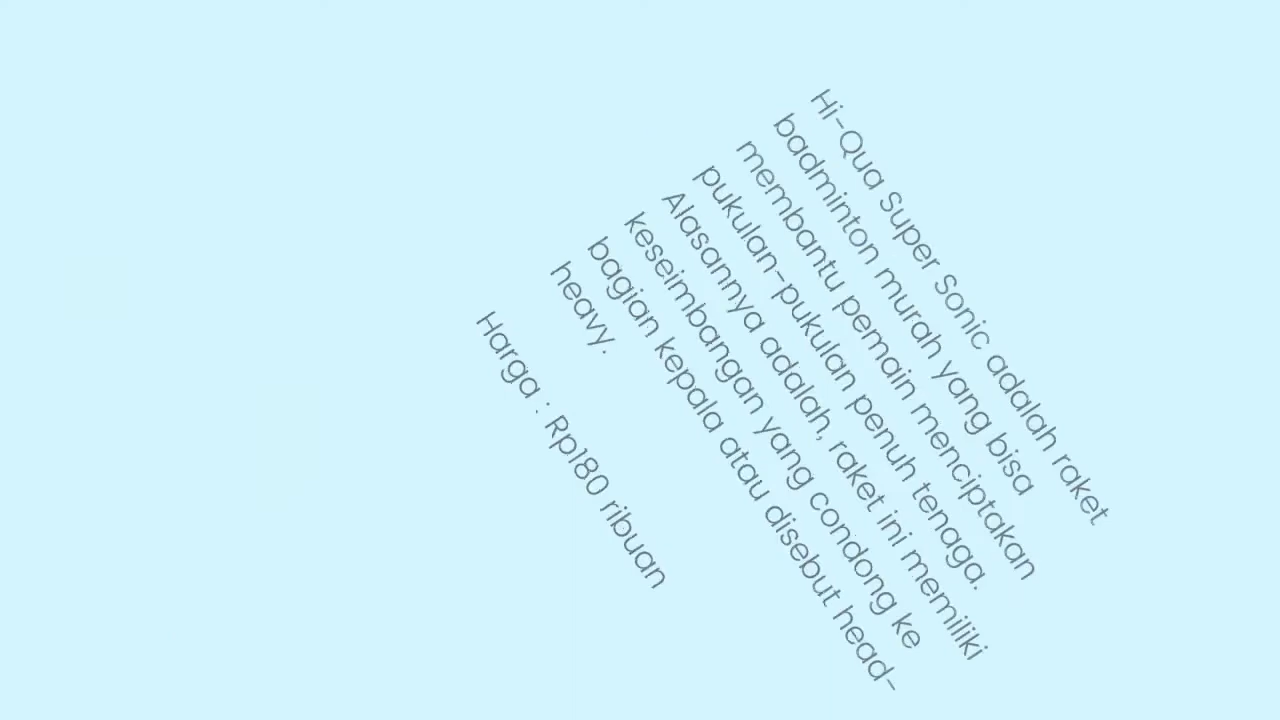 Hi-Qua Super Sonic adalah raket
badminton murah yang bisa
membantu pemain menciptakan
pukulan-pukulan penuh tenaga.
Alasannya adalah, raket ini memiliki
keseimbangan yang condong ke
bagian kepala atau disebut head-
heavy.
Harga : Rp180 ribuan